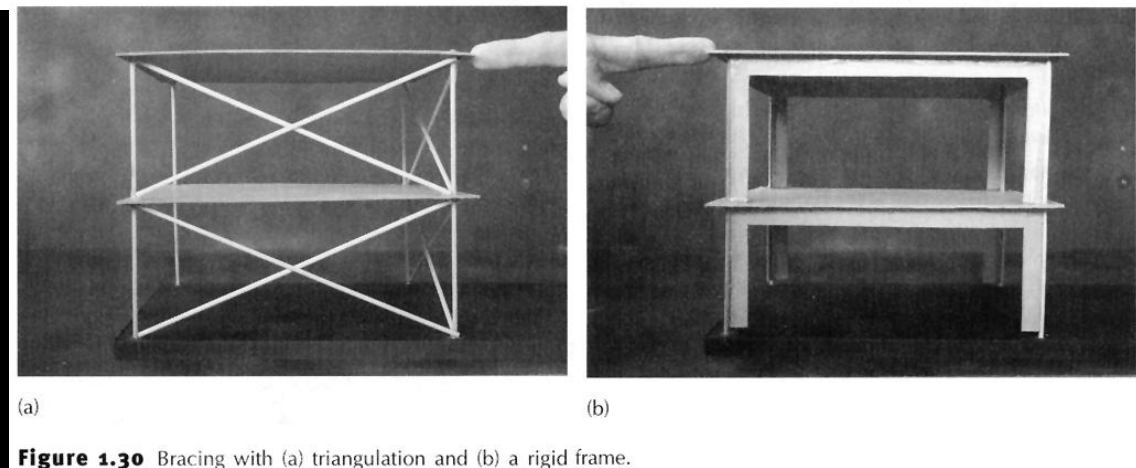 (a)
(b)
Figure 1.30 Bracing with (a) triangulation and (b) a rigid frame.